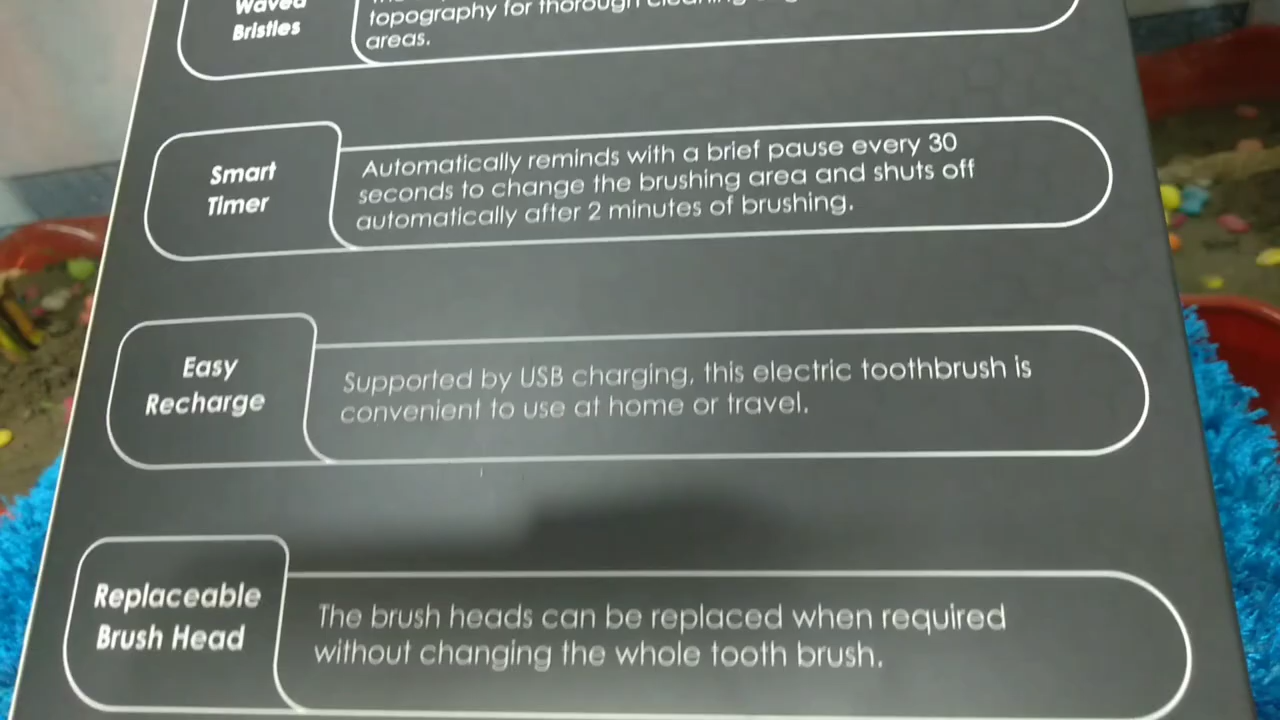 Waved
Bristles
topography for thorough cleaning
areas.
Smart
Timer
Automatically reminds with a brief pause every 30
seconds to change the brushing area and shuts off
automatically after 2 minutes of brushing.
Easy
Recharge
Supported by USB charging, this electric toothbrush is
convenient to use at home or travel.
Replaceable
Brush Head
The brush heads can be replaced when required
without changing the whole tooth brush.